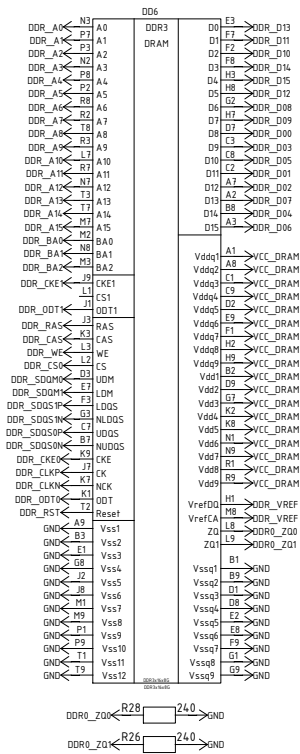 DD6
DDR_A0 N3 A0 DDR3 D0 E3 DDR_D13
DDR_A1 P7 A1 D1 F7 DDR_D11
DDR_A2 P3 A2 DRAM D2 F2 DDR_D10
DDR_A3 N2 A3 D3 F8 DDR_D14
DDR_A4 P8 A4 D4 H3 DDR_D15
DDR_A5 P2 A5 D5 H8 DDR_D12
DDR_A6 R8 A6 D6 G2 DDR_D08
DDR_A7 R2 A7 D7 H7 DDR_D09
DDR_A8 T8 A8 D8 D7 DDR_D00
DDR_A9 R3 A9 D9 C3 DDR_D03
DDR_A10 L7 A10 D10 C8 DDR_D05
DDR_A11 R7 A11 D11 C2 DDR_D01
DDR_A12 N7 A12 D12 A7 DDR_D02
DDR_A13 T3 A13 D13 A2 DDR_D07
DDR_A14 T7 A14 D14 B8 DDR_D04
DDR_A15 M7 A15 D15 A3 DDR_D06
DDR_BA0 M2 BA0
DDR_BA1 N8 BA1 Vddq1 A1 VCC_DRAM
DDR_BA2 M3 BA2 Vddq2 A8 VCC_DRAM
DDR_CKE1 J9 CKE1 Vddq3 C1 VCC_DRAM
L1 CS1 Vddq4 C9 VCC_DRAM
DDR_ODT1 J1 ODT1 Vddq5 D2 VCC_DRAM
DDR_RAS J3 RAS Vddq6 E9 VCC_DRAM
DDR_CAS K3 CAS Vddq7 F1 VCC_DRAM
DDR_WE L3 WE Vddq8 H2 VCC_DRAM
DDR_CS0 L2 CS Vddq9 H9 VCC_DRAM
DDR_SDQM0 D3 UDM Vdd1 B2 VCC_DRAM
DDR_SDQM1 E7 LDM Vdd2 D9 VCC_DRAM
DDR_SDQS1P F3 LDQS Vdd3 G7 VCC_DRAM
DDR_SDQS1N G3 NLDQS Vdd4 K2 VCC_DRAM
DDR_SDQS0P C7 UDQS Vdd5 K8 VCC_DRAM
DDR_SDQS0N B7 NUDQS Vdd6 N1 VCC_DRAM
DDR_CKE0 K9 CKE Vdd7 N9 VCC_DRAM
DDR_CLKP J7 CK Vdd8 R1 VCC_DRAM
DDR_CLKN K7 NCK Vdd9 R9 VCC_DRAM
DDR_ODT0 K1 ODT VrefDQ H1 DDR_VREF
DDR_RST T2 Reset VrefCA M8 DDR_VREF
GND A9 Vss1 ZQ L8 DDR0_ZQ0
GND B3 Vss2 ZQ1 L9 DDR0_ZQ1
GND E1 Vss3
GND G8 Vss4 Vssq1 B1 GND
GND J2 Vss5 Vssq2 B9 GND
GND J8 Vss6 Vssq3 D1 GND
GND M1 Vss7 Vssq4 D8 GND
GND M9 Vss8 Vssq5 E2 GND
GND P1 Vss9 Vssq6 E8 GND
GND P9 Vss10 Vssq7 F9 GND
GND T1 Vss11 Vssq8 G1 GND
GND T9 Vss12 Vssq9 G9 GND
DDR3x16x8G
DDR3x16x8G
DDR0_ZQ0 R28 240 GND
DDR0_ZQ1 R26 240 GND